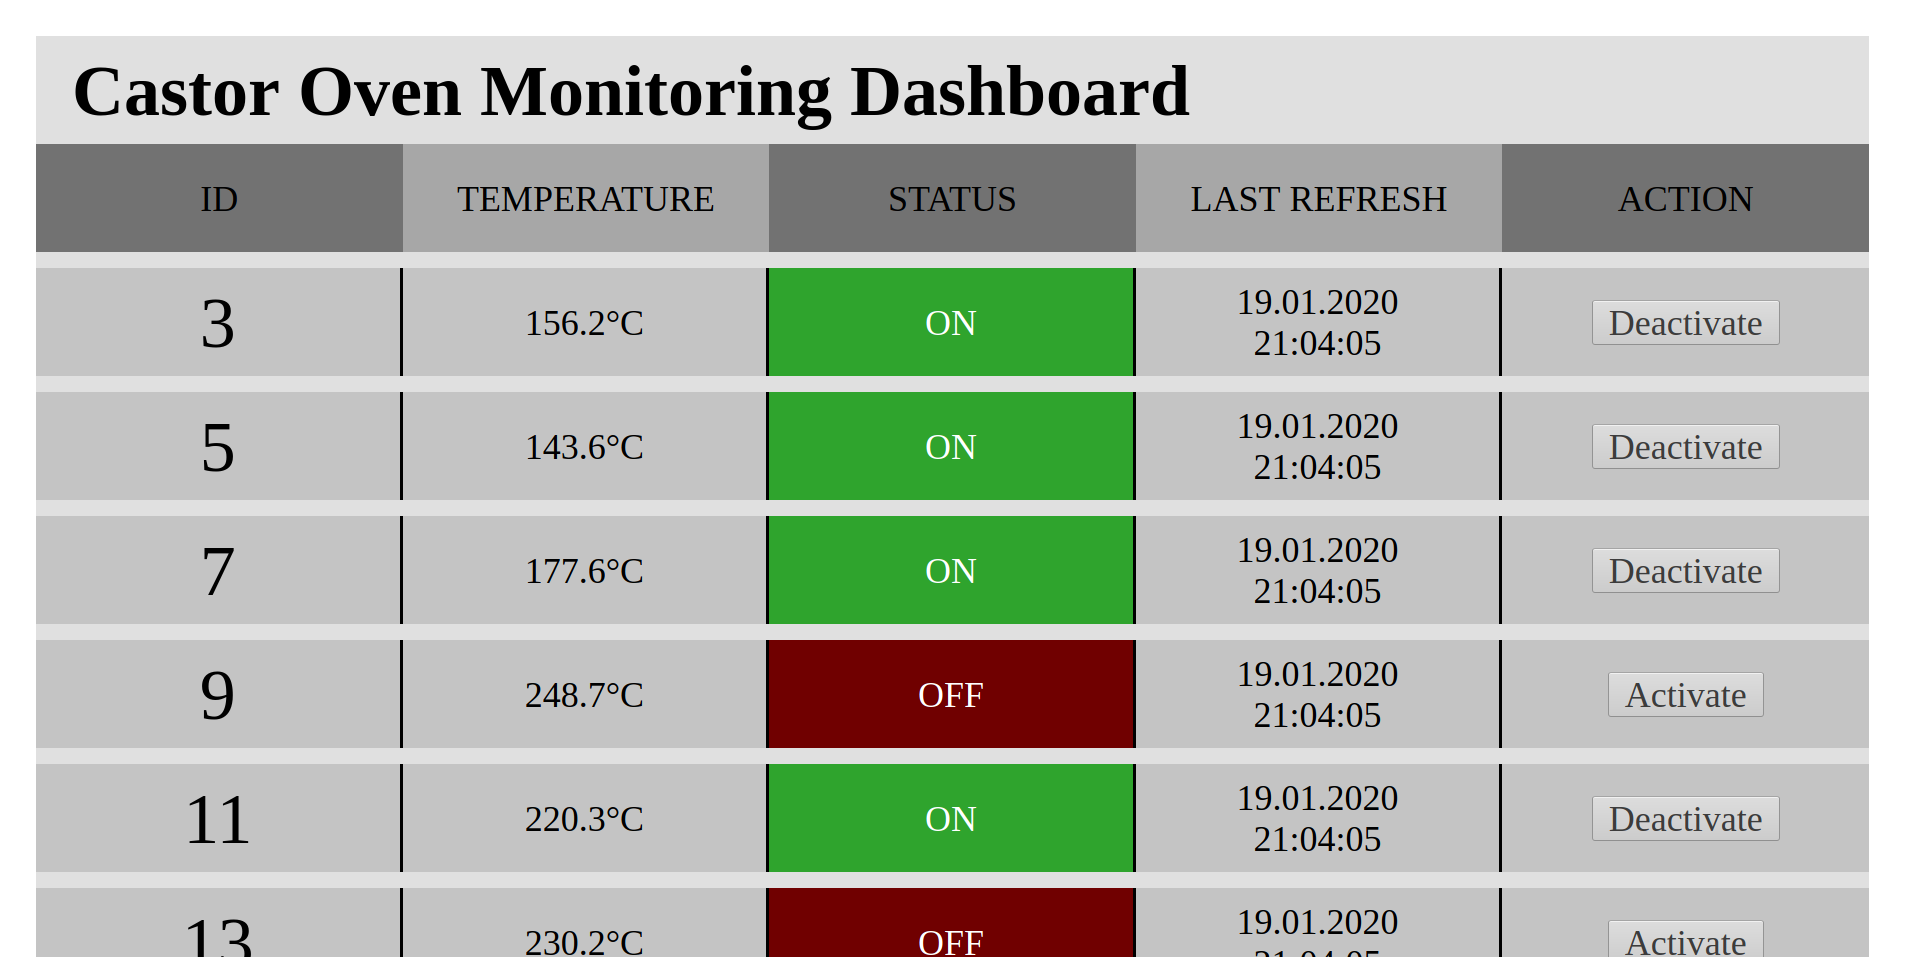 Castor Oven Monitoring Dashboard
ID TEMPERATURE STATUS LAST REFRESH ACTION
3 156.2°C ON 19.01.2020 21:04:05 Deactivate
5 143.6°C ON 19.01.2020 21:04:05 Deactivate
7 177.6°C ON 19.01.2020 21:04:05 Deactivate
9 248.7°C OFF 19.01.2020 21:04:05 Activate
11 220.3°C ON 19.01.2020 21:04:05 Deactivate
13 230.2°C OFF 19.01.2020 21:04:05 Activate